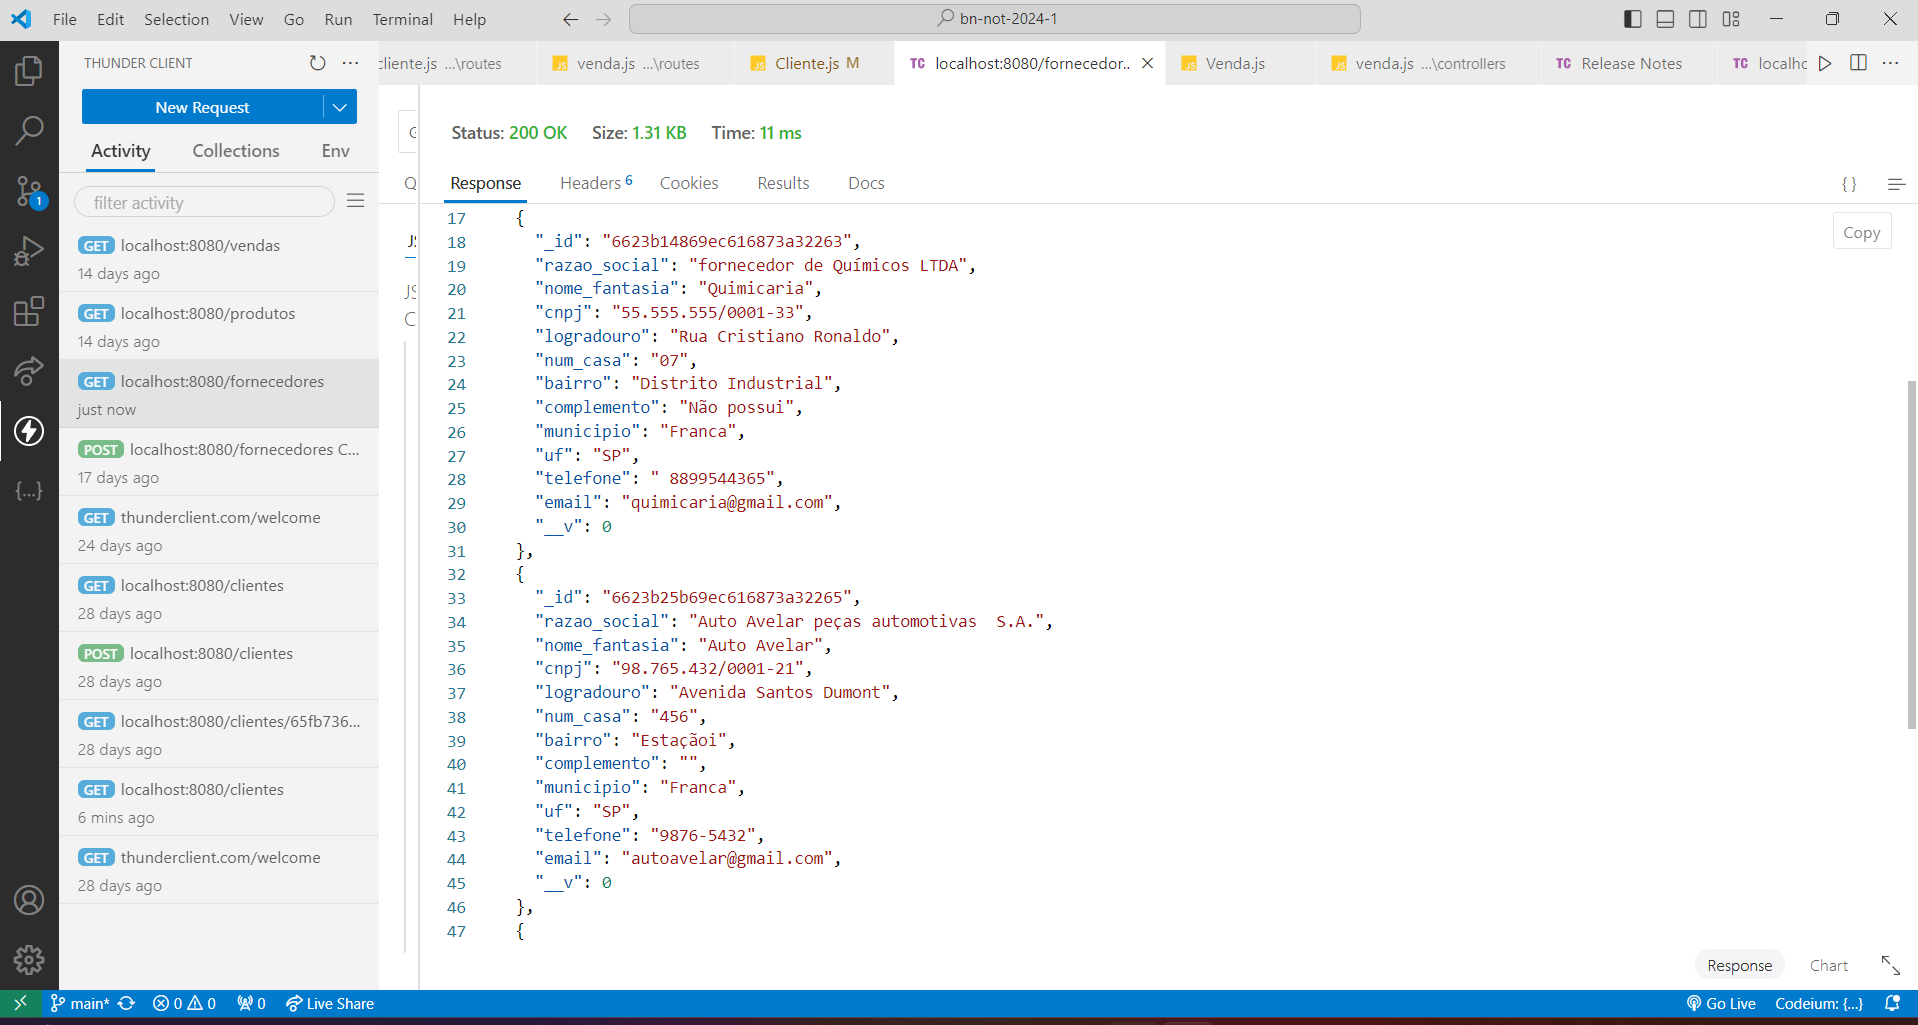 File Edit Selection View Go Run Terminal Help
bn-not-2024-1
THUNDER CLIENT
cliente.js ...\routes
venda.js ...\routes
Cliente.js M
TC localhost:8080/fornecedor..
Venda.js
venda.js ...\controllers
TC Release Notes
TC localhc
New Request
Activity Collections Env
filter activity
GET localhost:8080/vendas
14 days ago
GET localhost:8080/produtos
14 days ago
GET localhost:8080/fornecedores
just now
POST localhost:8080/fornecedores C...
17 days ago
GET thunderclient.com/welcome
24 days ago
GET localhost:8080/clientes
28 days ago
POST localhost:8080/clientes
28 days ago
GET localhost:8080/clientes/65fb736...
28 days ago
GET localhost:8080/clientes
6 mins ago
GET thunderclient.com/welcome
28 days ago
Status: 200 OK Size: 1.31 KB Time: 11 ms
Response Headers 6 Cookies Results Docs
{ }
Copy
17 {
18 "_id": "6623b14869ec616873a32263",
19 "razao_social": "fornecedor de Químicos LTDA",
20 "nome_fantasia": "Quimicaria",
21 "cnpj": "55.555.555/0001-33",
22 "logradouro": "Rua Cristiano Ronaldo",
23 "num_casa": "07",
24 "bairro": "Distrito Industrial",
25 "complemento": "Não possui",
26 "municipio": "Franca",
27 "uf": "SP",
28 "telefone": " 8899544365",
29 "email": "quimicaria@gmail.com",
30 "__v": 0
31 },
32 {
33 "_id": "6623b25b69ec616873a32265",
34 "razao_social": "Auto Avelar peças automotivas  S.A.",
35 "nome_fantasia": "Auto Avelar",
36 "cnpj": "98.765.432/0001-21",
37 "logradouro": "Avenida Santos Dumont",
38 "num_casa": "456",
39 "bairro": "Estaçãoi",
40 "complemento": "",
41 "municipio": "Franca",
42 "uf": "SP",
43 "telefone": "9876-5432",
44 "email": "autoavelar@gmail.com",
45 "__v": 0
46 },
47 {
Response Chart
main* 0 0 0 Live Share
Go Live Codeium: {...}